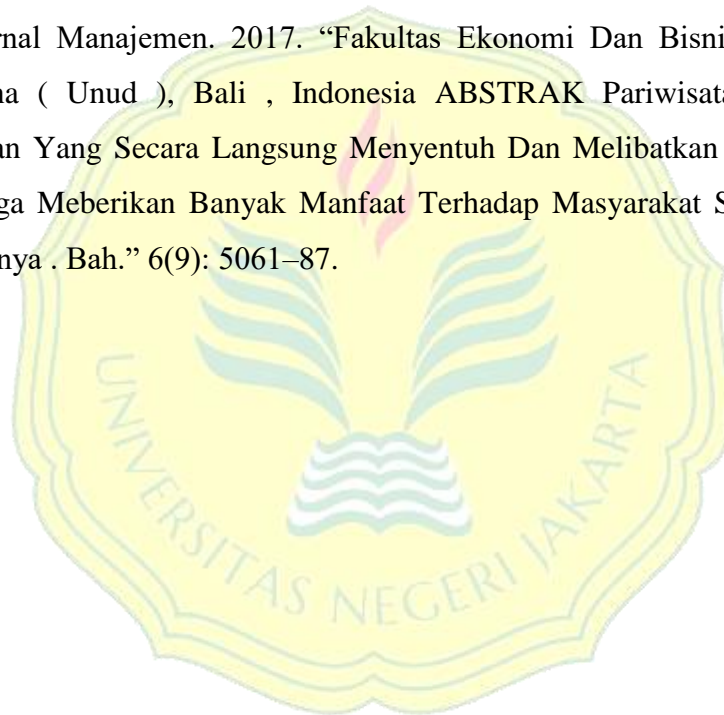 rnal Manajemen. 2017. “Fakultas Ekonomi Dan Bisni
na ( Unud ), Bali , Indonesia ABSTRAK Pariwisata
an Yang Secara Langsung Menyentuh Dan Melibatkan
ga Meberikan Banyak Manfaat Terhadap Masyarakat S
nya . Bah.” 6(9): 5061–87.
UNIVERSITAS NEGERI JAKARTA